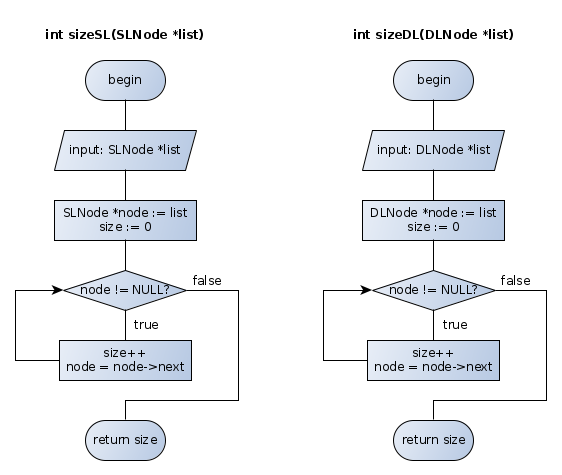 int sizeSL(SLNode *list)
begin
input: SLNode *list
SLNode *node := list
size := 0
node != NULL?
false
true
size++
node = node->next
return size
int sizeDL(DLNode *list)
begin
input: DLNode *list
DLNode *node := list
size := 0
node != NULL?
false
true
size++
node = node->next
return size